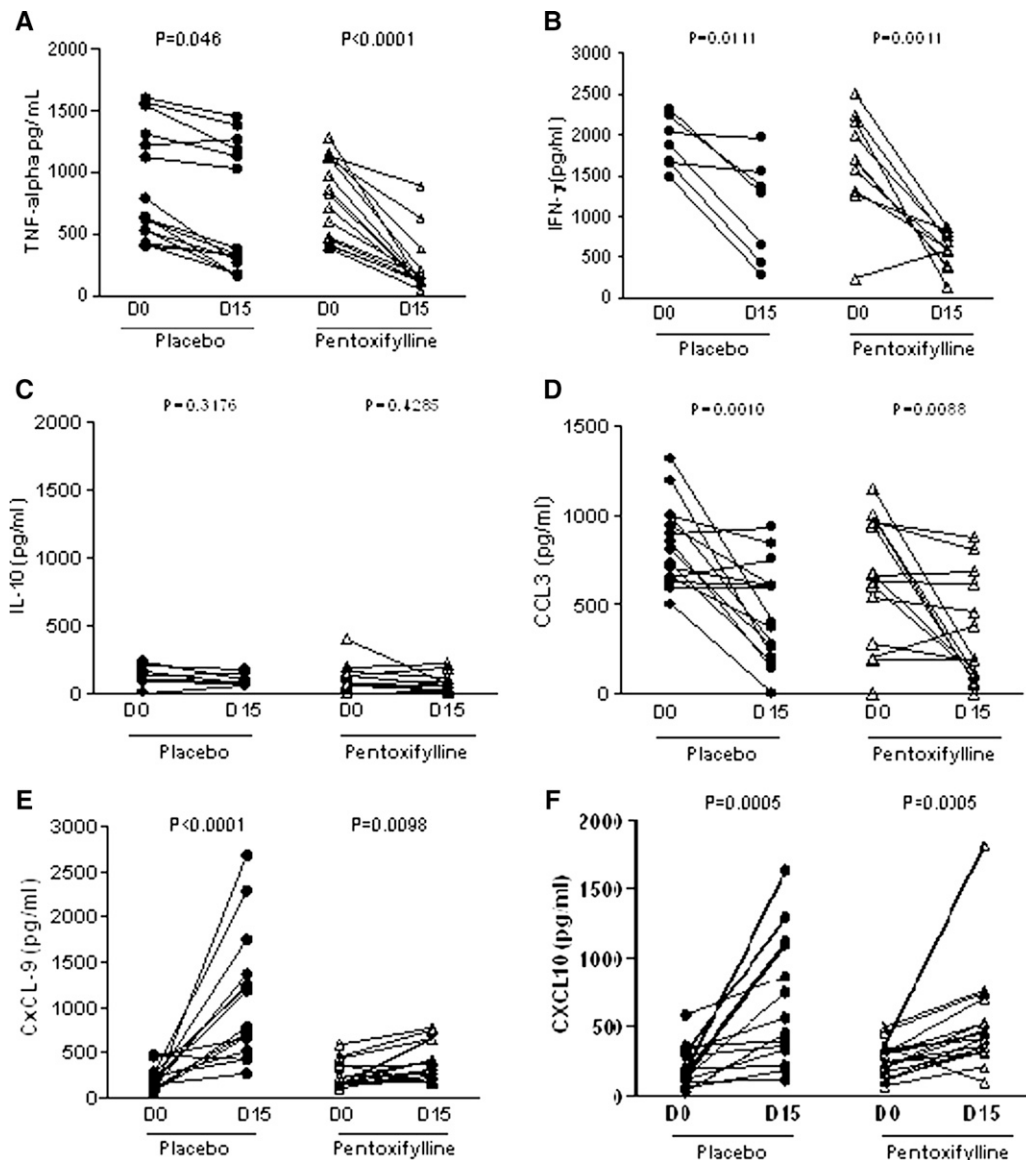 A
P=0.046 P<0.0001
2000
1500
1000
500
0
TNF-alpha pg/mL
D0 D15 D0 D15
Placebo Pentoxifylline
B
P=0.0111 P=0.0011
3000
2500
2000
1500
1000
500
0
IFN-γ(pg/ml)
D0 D15 D0 D15
Placebo Pentoxifylline
C
P=0.3176 P=0.4285
2000
1500
1000
500
0
IL-10 (pg/ml)
D0 D15 D0 D15
Placebo Pentoxifylline
D
P=0.0010 P=0.0088
1500
1000
500
0
CCL3 (pg/ml)
D0 D15 D0 D15
Placebo Pentoxifylline
E
P<0.0001 P=0.0098
3000
2500
2000
1500
1000
500
0
CxCL-9 (pg/ml)
D0 D15 D0 D15
Placebo Pentoxifylline
F
P=0.0005 P=0.0005
2000
1500
1000
500
0
CXCL10 (pg/ml)
D0 D15 D0 D15
Placebo Pentoxifylline